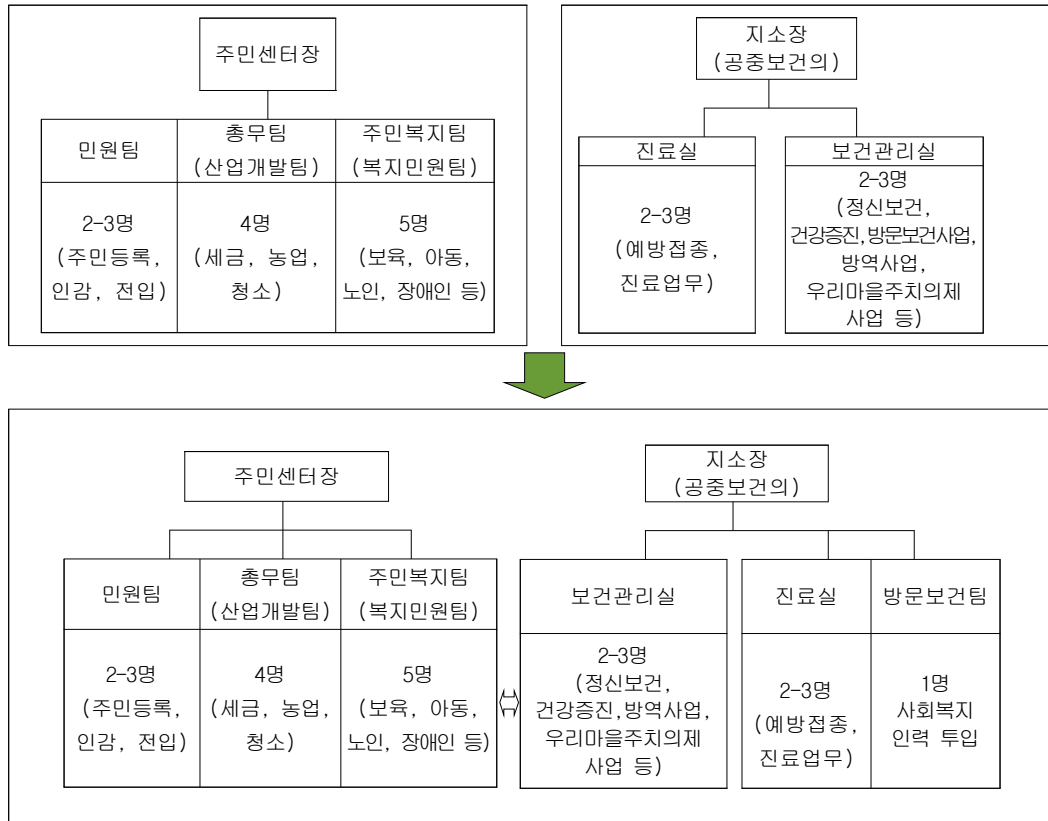 주민센터장
민원팀
총무팀
(산업개발팀)
주민복지팀
(복지민원팀)
2-3명
(주민등록,
인감, 전입)
4명
(세금, 농업,
청소)
5명
(보육, 아동,
노인, 장애인 등)
지소장
(공중보건의)
진료실
보건관리실
2-3명
(예방접종,
진료업무)
2-3명
(정신보건,
건강증진,방문보건사업,
방역사업,
우리마을주치의제
사업 등)
주민센터장
민원팀
총무팀
(산업개발팀)
주민복지팀
(복지민원팀)
2-3명
(주민등록,
인감, 전입)
4명
(세금, 농업,
청소)
5명
(보육, 아동,
노인, 장애인 등)
지소장
(공중보건의)
보건관리실
진료실
방문보건팀
2-3명
(정신보건,
건강증진,방역사업,
우리마을주치의제
사업 등)
2-3명
(예방접종,
진료업무)
1명
사회복지
인력 투입